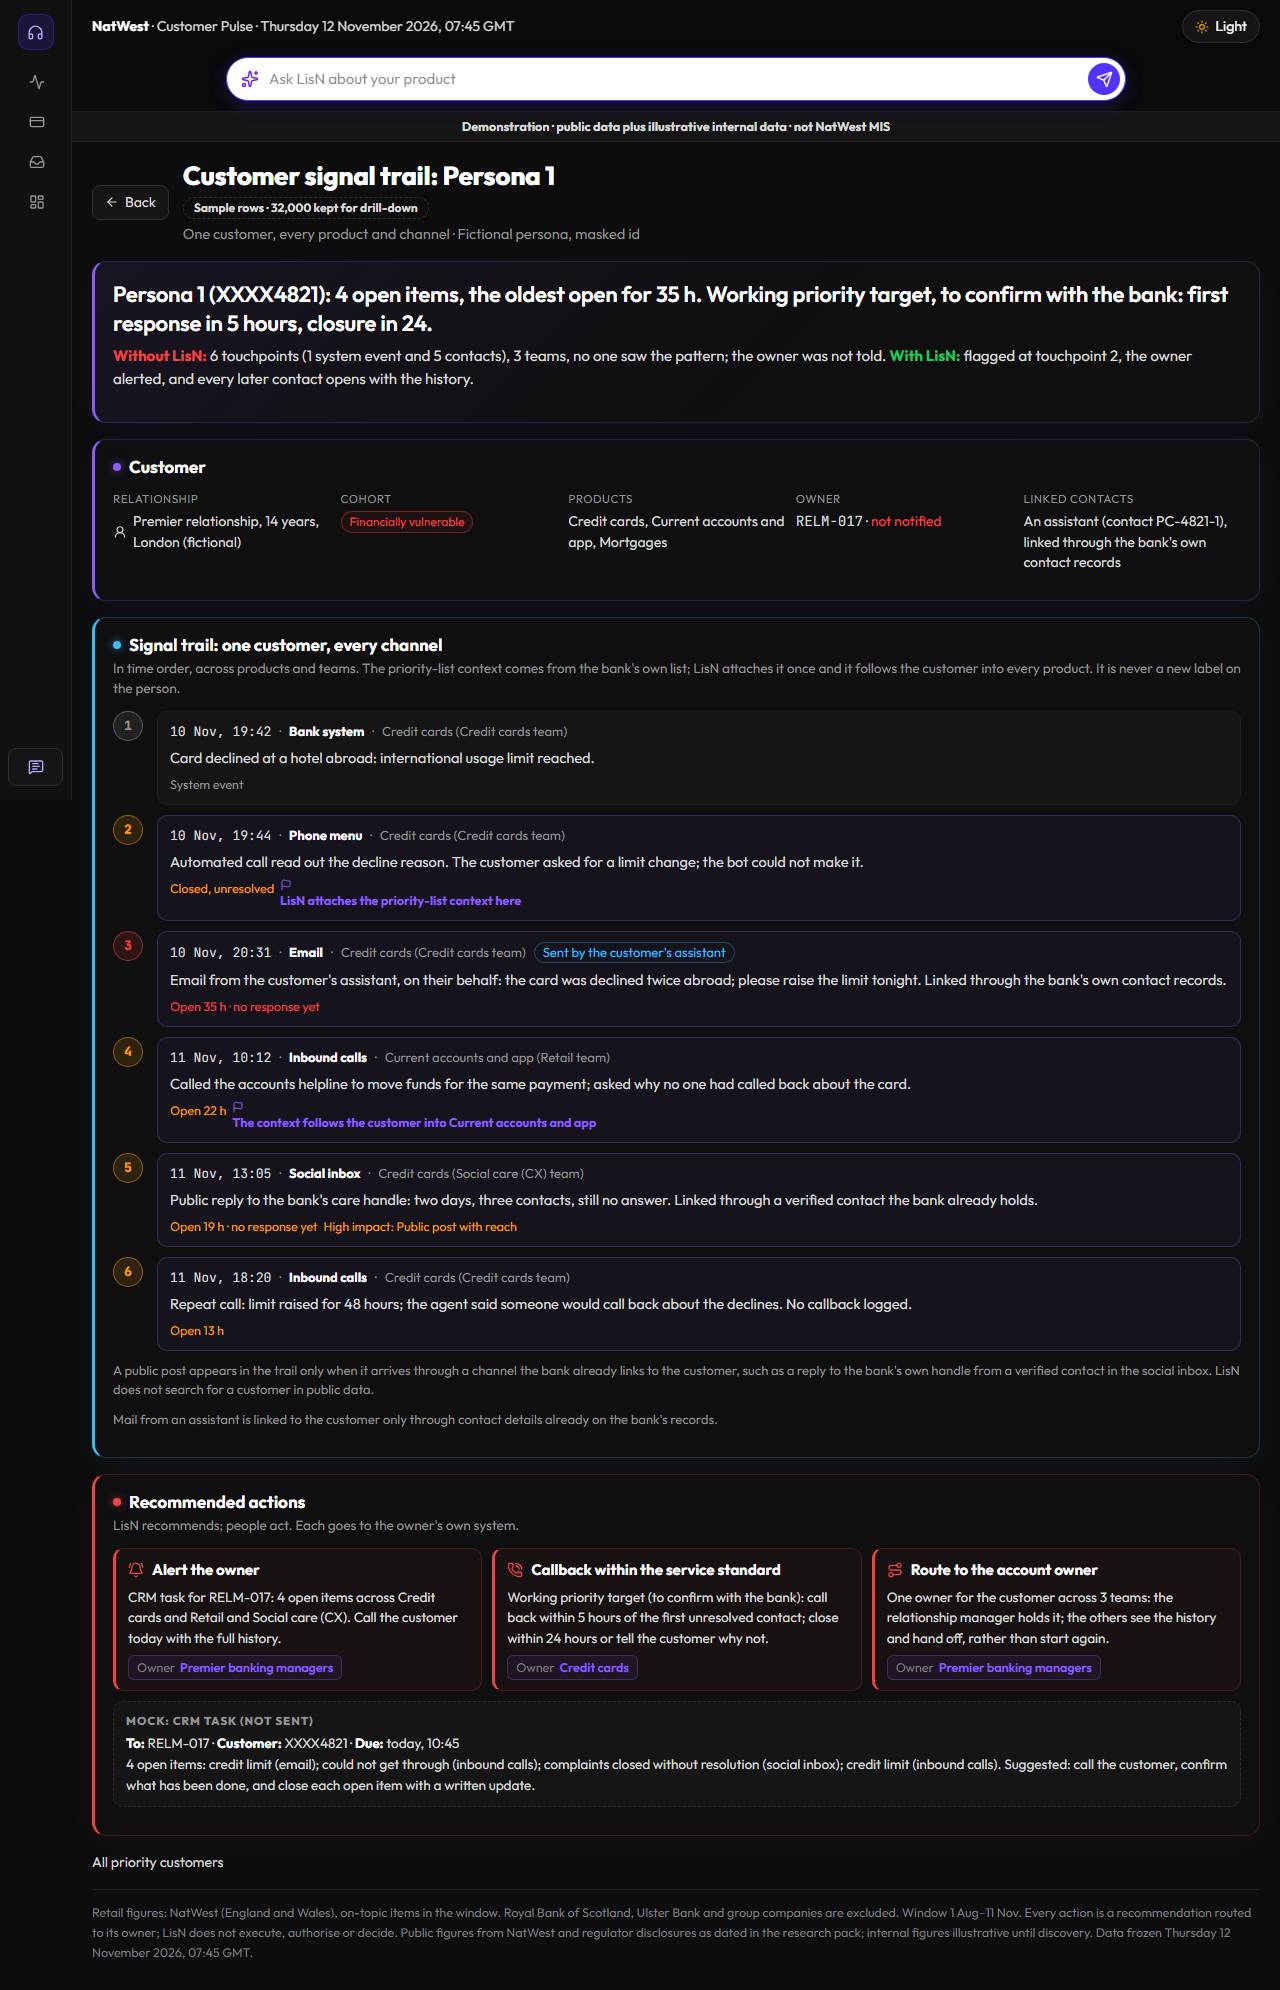 NatWest · Customer Pulse · Thursday 12 November 2026, 07:45 GMT
Light
Ask LisN about your product
Demonstration · public data plus illustrative internal data · not NatWest MIS
Back
Customer signal trail: Persona 1
Sample rows · 32,000 kept for drill-down
One customer, every product and channel · Fictional persona, masked id
Persona 1 (XXXX4821): 4 open items, the oldest open for 35 h. Working priority target, to confirm with the bank: first
response in 5 hours, closure in 24.
Without LisN: 6 touchpoints (1 system event and 5 contacts), 3 teams, no one saw the pattern; the owner was not told. With LisN: flagged at touchpoint 2, the owner
alerted, and every later contact opens with the history.
Customer
RELATIONSHIP
Premier relationship, 14 years,
London (fictional)
COHORT
Financially vulnerable
PRODUCTS
Credit cards, Current accounts and
app, Mortgages
OWNER
RELM-017 · not notified
LINKED CONTACTS
An assistant (contact PC-4821-1),
linked through the bank's own
contact records
Signal trail: one customer, every channel
In time order, across products and teams. The priority-list context comes from the bank's own list; LisN attaches it once and it follows the customer into every product. It is never a new label on
the person.
1
10 Nov, 19:42 · Bank system · Credit cards (Credit cards team)
Card declined at a hotel abroad: international usage limit reached.
System event
2
10 Nov, 19:44 · Phone menu · Credit cards (Credit cards team)
Automated call read out the decline reason. The customer asked for a limit change; the bot could not make it.
Closed, unresolved
LisN attaches the priority-list context here
3
10 Nov, 20:31 · Email · Credit cards (Credit cards team) Sent by the customer's assistant
Email from the customer's assistant, on their behalf: the card was declined twice abroad; please raise the limit tonight. Linked through the bank's own contact records.
Open 35 h · no response yet
4
11 Nov, 10:12 · Inbound calls · Current accounts and app (Retail team)
Called the accounts helpline to move funds for the same payment; asked why no one had called back about the card.
Open 22 h
The context follows the customer into Current accounts and app
5
11 Nov, 13:05 · Social inbox · Credit cards (Social care (CX) team)
Public reply to the bank's care handle: two days, three contacts, still no answer. Linked through a verified contact the bank already holds.
Open 19 h · no response yet High impact: Public post with reach
6
11 Nov, 18:20 · Inbound calls · Credit cards (Credit cards team)
Repeat call: limit raised for 48 hours; the agent said someone would call back about the declines. No callback logged.
Open 13 h
A public post appears in the trail only when it arrives through a channel the bank already links to the customer, such as a reply to the bank's own handle from a verified contact in the social inbox. LisN
does not search for a customer in public data.
Mail from an assistant is linked to the customer only through contact details already on the bank's records.
Recommended actions
LisN recommends; people act. Each goes to the owner's own system.
Alert the owner
CRM task for RELM-017: 4 open items across Credit
cards and Retail and Social care (CX). Call the customer
today with the full history.
Owner Premier banking managers
Callback within the service standard
Working priority target (to confirm with the bank): call
back within 5 hours of the first unresolved contact; close
within 24 hours or tell the customer why not.
Owner Credit cards
Route to the account owner
One owner for the customer across 3 teams: the
relationship manager holds it; the others see the history
and hand off, rather than start again.
Owner Premier banking managers
MOCK: CRM TASK (NOT SENT)
To: RELM-017 · Customer: XXXX4821 · Due: today, 10:45
4 open items: credit limit (email); could not get through (inbound calls); complaints closed without resolution (social inbox); credit limit (inbound calls). Suggested: call the customer, confirm
what has been done, and close each open item with a written update.
All priority customers
Retail figures: NatWest (England and Wales), on-topic items in the window. Royal Bank of Scotland, Ulster Bank and group companies are excluded. Window 1 Aug–11 Nov. Every action is a recommendation routed
to its owner; LisN does not execute, authorise or decide. Public figures from NatWest and regulator disclosures as dated in the research pack; internal figures illustrative until discovery. Data frozen Thursday 12
November 2026, 07:45 GMT.